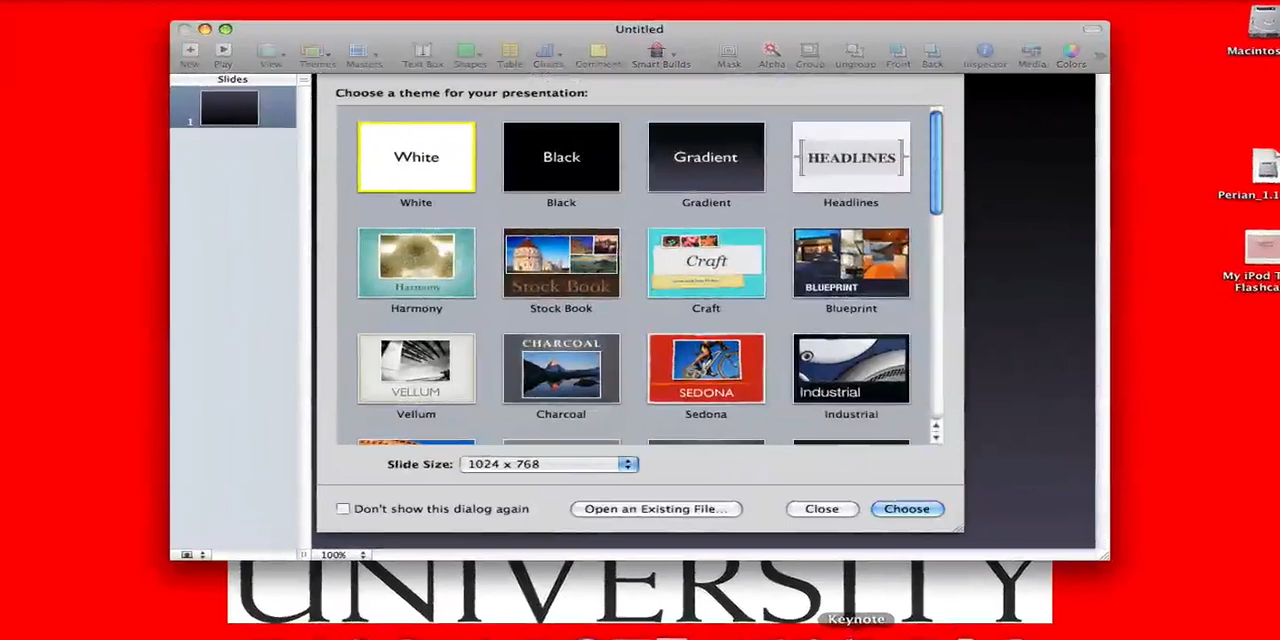 Untitled
New Play View Themes Masters Text Box Shapes Table Charts Comment Smart Builds Mask Alpha Group Ungroup Front Back Inspector Media Colors
Macintos
Slides
1
Choose a theme for your presentation:
White Black Gradient HEADLINES
White Black Gradient Headlines
Perian_1.1
Harmony Stock Book Craft BLUEPRINT
Harmony Stock Book Craft Blueprint
My iPod T
Flashca
VELLUM CHARCOAL SEDONA Industrial
Vellum Charcoal Sedona Industrial
Slide Size: 1024 x 768
Don't show this dialog again Open an Existing File... Close Choose
100%
UNIVERSITY
Keynote